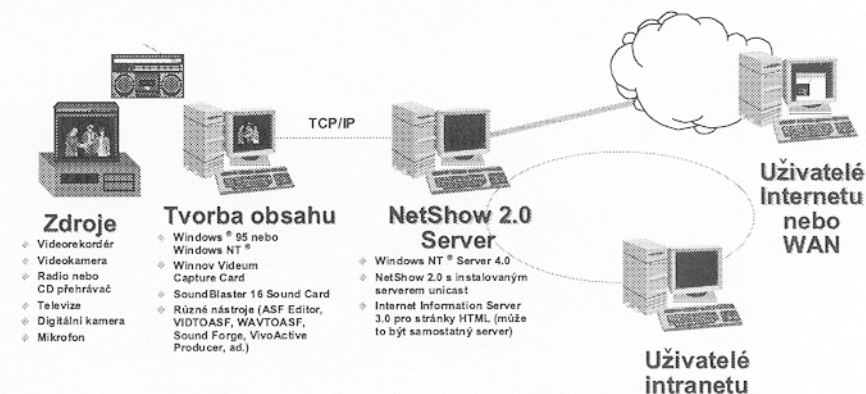 TCP/IP
Zdroje
Videorekordér
Videokamera
Radio nebo
CD přehrávač
Televize
Digitální kamera
Mikrofon
Tvorba obsahu
Windows ® 95 nebo
Windows NT ®
Winnov Videum
Capture Card
SoundBlaster 16 Sound Card
Různé nástroje (ASF Editor,
VIDTOASF, WAVTOASF,
Sound Forge, VivoActive
Producer, ad.)
NetShow 2.0
Server
Windows NT ® Server 4.0
NetShow 2.0 s instalovaným
serverem unicast
Internet Information Server
3.0 pro stránky HTML (může
to být samostatný server)
Uživatelé
Internetu
nebo
WAN
Uživatelé
intranetu